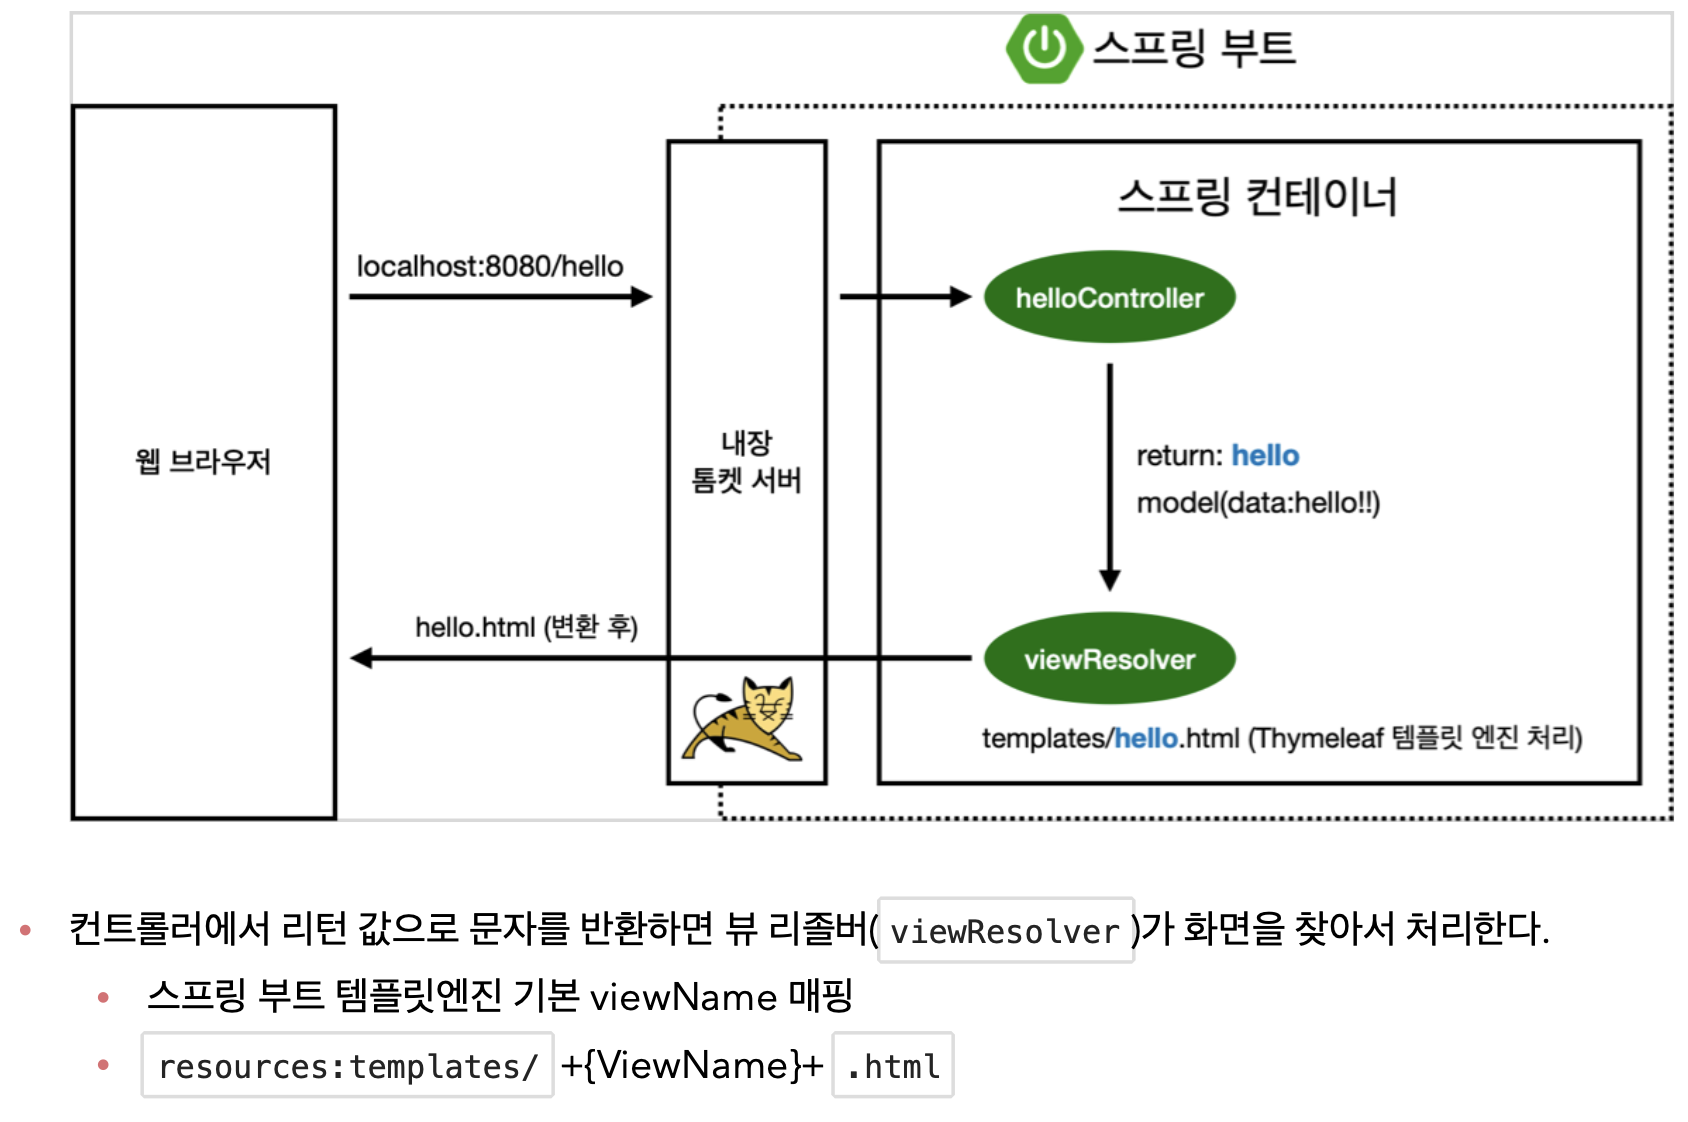 스프링 부트
스프링 컨테이너
localhost:8080/hello
helloController
웹 브라우저
내장
톰켓 서버
return: hello
model(data:hello!!)
hello.html (변환 후)
viewResolver
templates/hello.html (Thymeleaf 템플릿 엔진 처리)
• 컨트롤러에서 리턴 값으로 문자를 반환하면 뷰 리졸버( viewResolver )가 화면을 찾아서 처리한다.
• 스프링 부트 템플릿엔진 기본 viewName 매핑
• resources:templates/ +{ViewName}+ .html